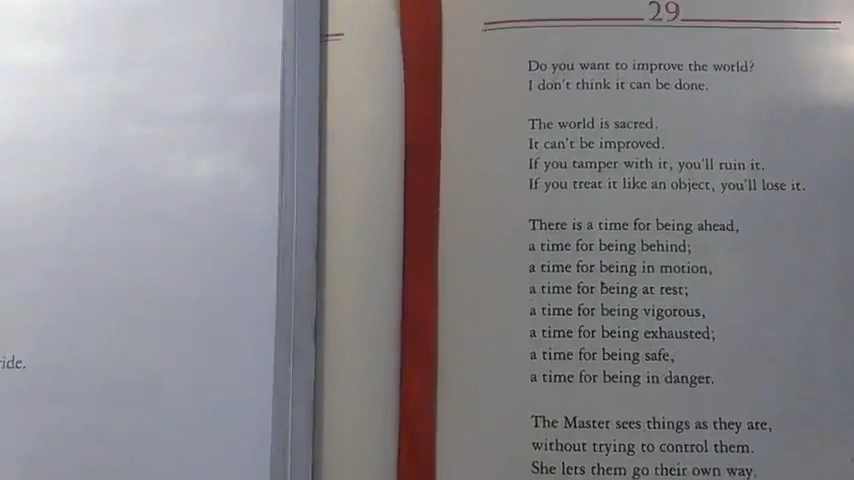 ide.
29
Do you want to improve the world?
I don't think it can be done.
The world is sacred.
It can't be improved.
If you tamper with it, you'll ruin it.
If you treat it like an object, you'll lose it.
There is a time for being ahead,
a time for being behind;
a time for being in motion,
a time for being at rest;
a time for being vigorous,
a time for being exhausted;
a time for being safe,
a time for being in danger.
The Master sees things as they are,
without trying to control them.
She lets them go their own way,